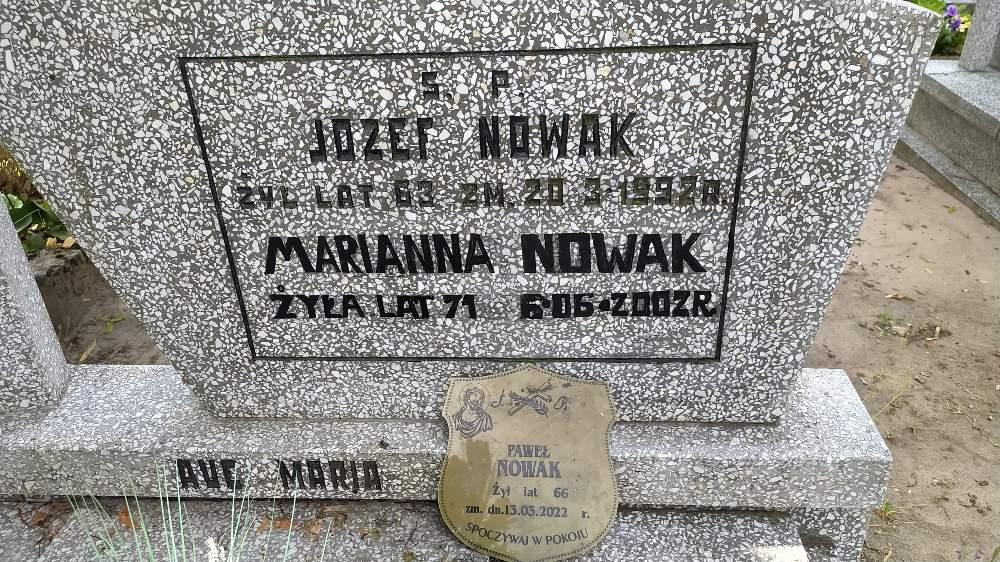 Ś. P.
JÓZEF NOWAK
ŻYŁ LAT 63 ZM. 20·3·1992R.
MARIANNA NOWAK
ŻYŁA LAT 71 6·05·2002R.
AVE MARJA
Ś P.
PAWEŁ
NOWAK
Żył lat 66
zm. dn.13.03.2022 r.
SPOCZYWAJ W POKOJU